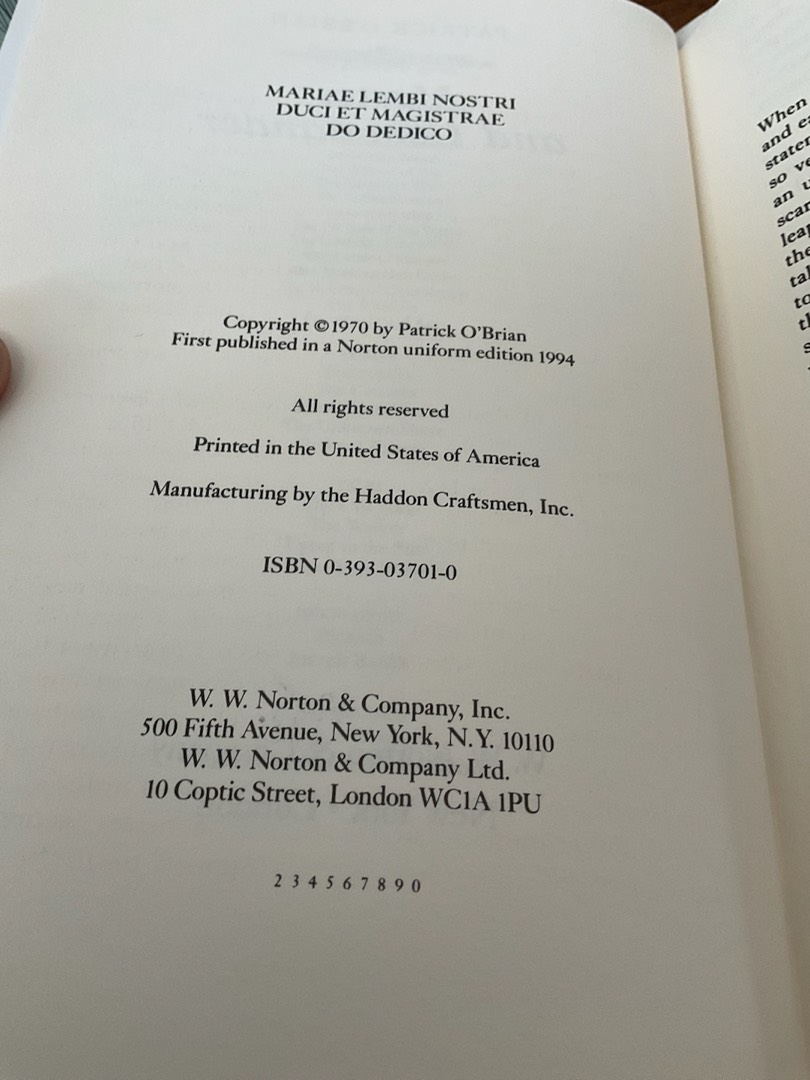 MARIAE LEMBI NOSTRI
DUCI ET MAGISTRAE
DO DEDICO
Copyright © 1970 by Patrick O'Brian
First published in a Norton uniform edition 1994
All rights reserved
Printed in the United States of America
Manufacturing by the Haddon Craftsmen, Inc.
ISBN 0-393-03701-0
W. W. Norton & Company, Inc.
500 Fifth Avenue, New York, N.Y. 10110
W. W. Norton & Company Ltd.
10 Coptic Street, London WC1A 1PU
2 3 4 5 6 7 8 9 0
When
and
so
an
the